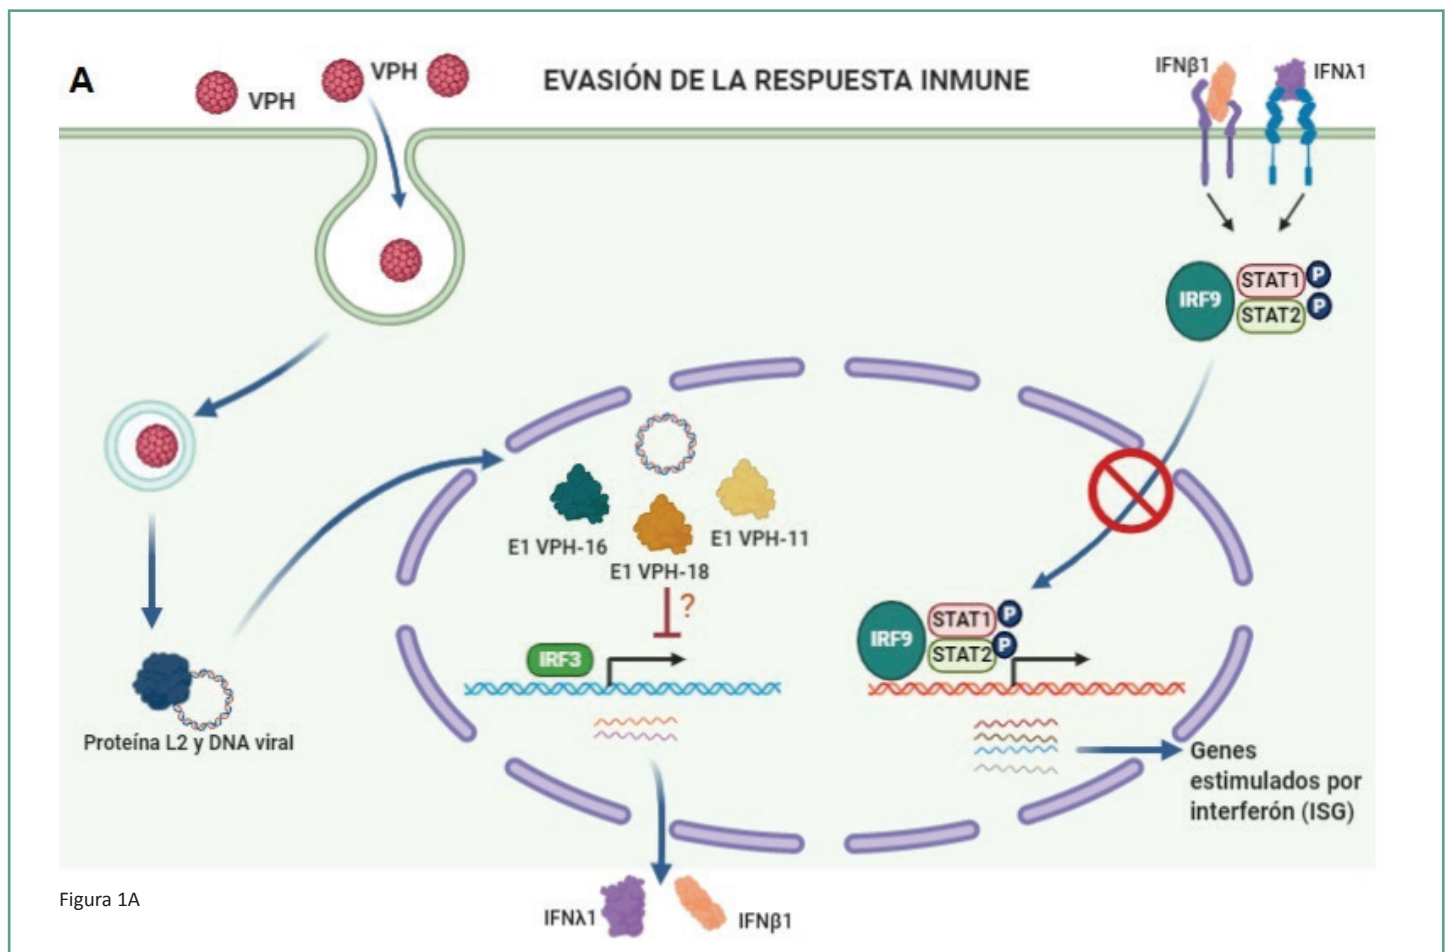 A
VPH
VPH
EVASIÓN DE LA RESPUESTA INMUNE
IFNβ1
IFNλ1
IRF9
STAT1
P
STAT2
P
E1 VPH-16
E1 VPH-18
E1 VPH-11
?
IRF3
IRF9
STAT1
P
STAT2
P
Proteína L2 y DNA viral
Genes
estimulados por
interferón (ISG)
Figura 1A
IFNλ1
IFNβ1